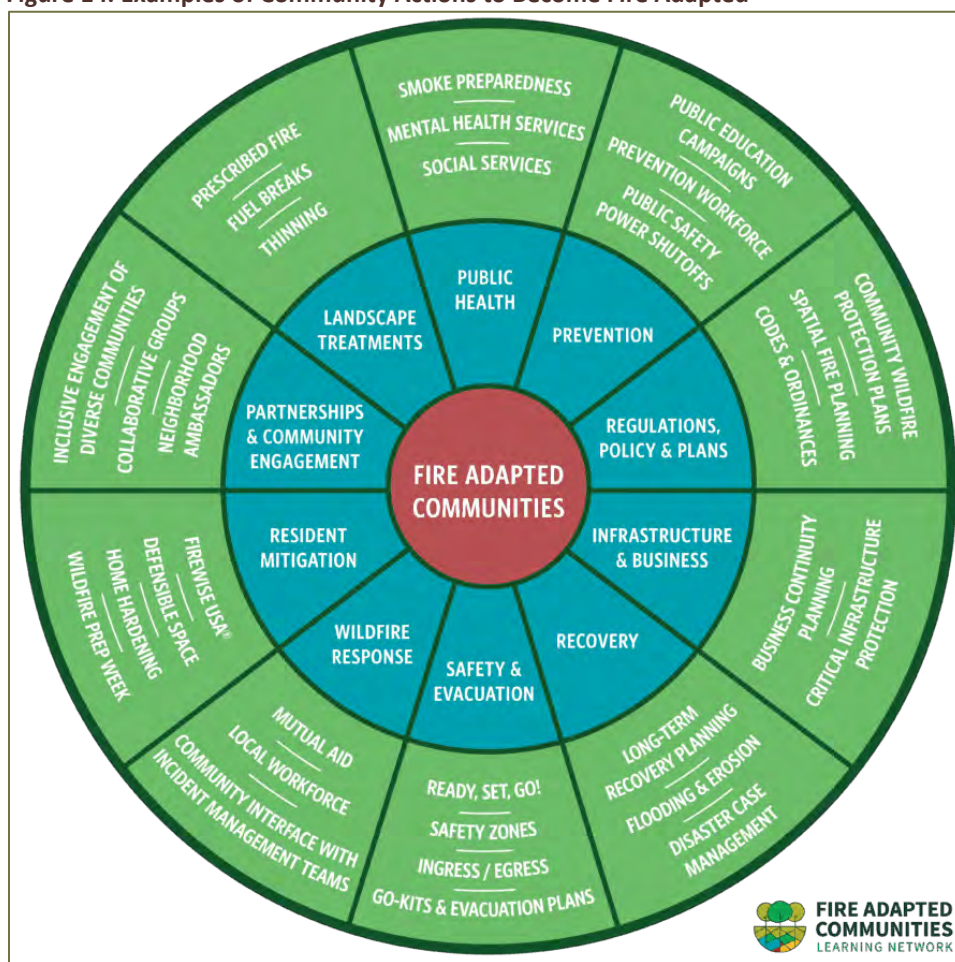 Figure 14. Examples of Community Actions to Become Fire Adapted
FIRE ADAPTED
COMMUNITIES
PUBLIC
HEALTH
SMOKE PREPAREDNESS
MENTAL HEALTH SERVICES
SOCIAL SERVICES
PREVENTION
PUBLIC EDUCATION
CAMPAIGNS
PREVENTION WORKFORCE
PUBLIC SAFETY
POWER SHUTOFFS
REGULATIONS,
POLICY & PLANS
COMMUNITY WILDFIRE
PROTECTION PLANS
SPATIAL FIRE PLANNING
CODES & ORDINANCES
INFRASTRUCTURE
& BUSINESS
BUSINESS CONTINUITY
PLANNING
CRITICAL INFRASTRUCTURE
PROTECTION
RECOVERY
LONG-TERM
RECOVERY PLANNING
FLOODING & EROSION
DISASTER CASE
MANAGEMENT
SAFETY &
EVACUATION
READY, SET, GO!
SAFETY ZONES
INGRESS / EGRESS
GO-KITS & EVACUATION PLANS
WILDFIRE
RESPONSE
MUTUAL AID
LOCAL WORKFORCE
COMMUNITY INTERFACE WITH
INCIDENT MANAGEMENT TEAMS
RESIDENT
MITIGATION
FIREWISE USA®
DEFENSIBLE SPACE
HOME HARDENING
WILDFIRE PREP WEEK
PARTNERSHIPS
& COMMUNITY
ENGAGEMENT
INCLUSIVE ENGAGEMENT OF
DIVERSE COMMUNITIES
COLLABORATIVE GROUPS
NEIGHBORHOOD
AMBASSADORS
LANDSCAPE
TREATMENTS
PRESCRIBED FIRE
FUEL BREAKS
THINNING
FIRE ADAPTED
COMMUNITIES
LEARNING NETWORK